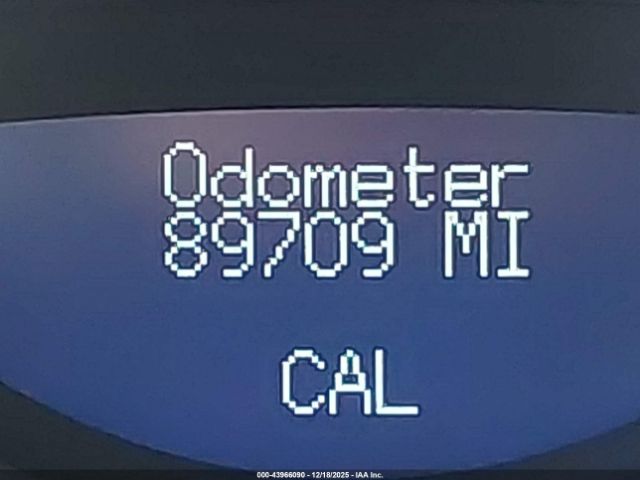 Odometer
89709 MI
CAL
000-43966090 - 12/18/2025 - IAA Inc.